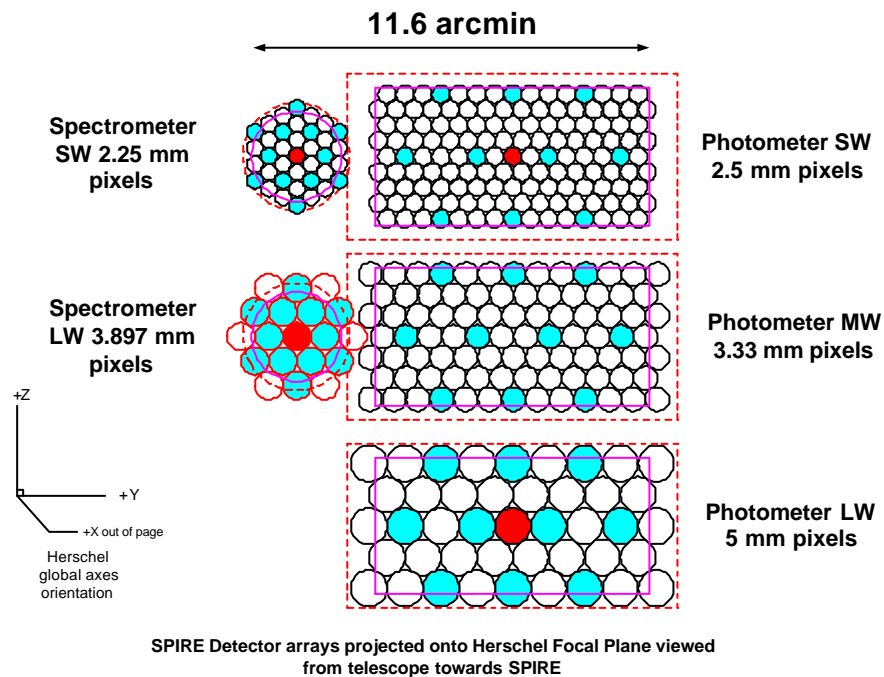 11.6 arcmin
Spectrometer
SW 2.25 mm
pixels
Photometer SW
2.5 mm pixels
Spectrometer
LW 3.897 mm
pixels
Photometer MW
3.33 mm pixels
+Z
+Y
+X out of page
Herschel
global axes
orientation
Photometer LW
5 mm pixels
SPIRE Detector arrays projected onto Herschel Focal Plane viewed
from telescope towards SPIRE